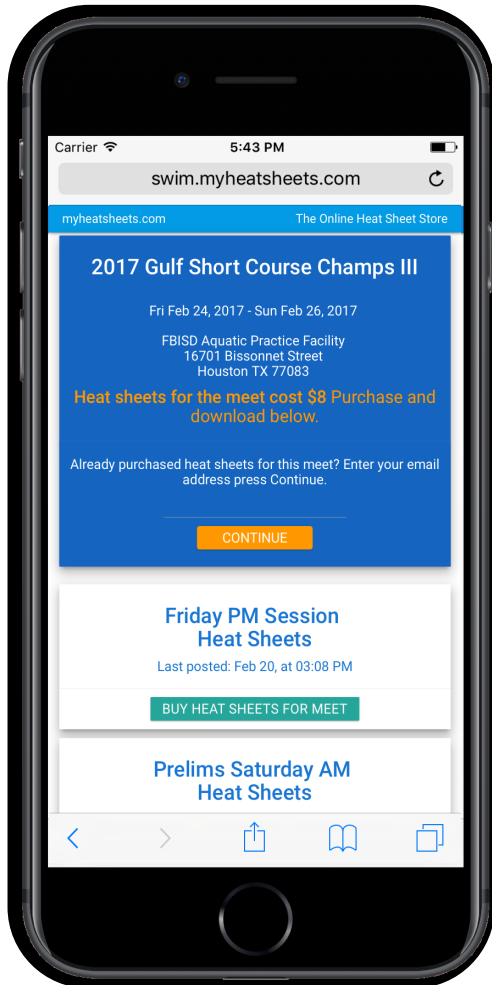 Carrier 5:43 PM
swim.myheatsheets.com
myheatsheets.com The Online Heat Sheet Store
2017 Gulf Short Course Champs III
Fri Feb 24, 2017 - Sun Feb 26, 2017
FBISD Aquatic Practice Facility
16701 Bissonnet Street
Houston TX 77083
Heat sheets for the meet cost $8 Purchase and
download below.
Already purchased heat sheets for this meet? Enter your email
address press Continue.
CONTINUE
Friday PM Session
Heat Sheets
Last posted: Feb 20, at 03:08 PM
BUY HEAT SHEETS FOR MEET
Prelims Saturday AM
Heat Sheets